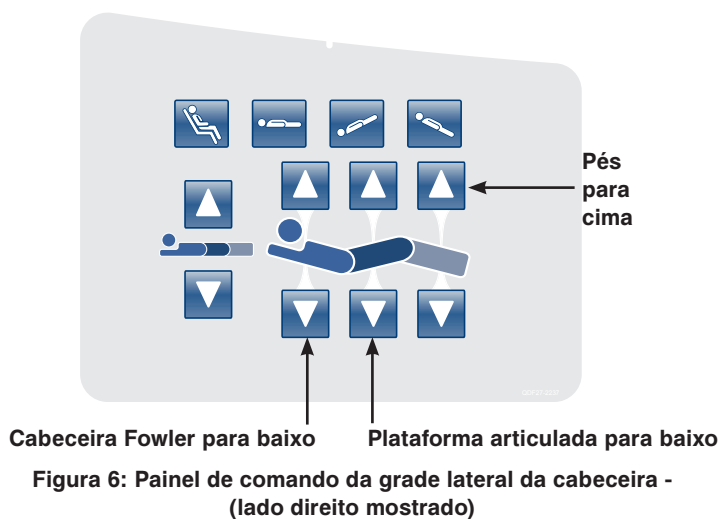 Pés
para
cima
Cabeceira Fowler para baixo
Plataforma articulada para baixo
Figura 6: Painel de comando da grade lateral da cabeceira -
(lado direito mostrado)